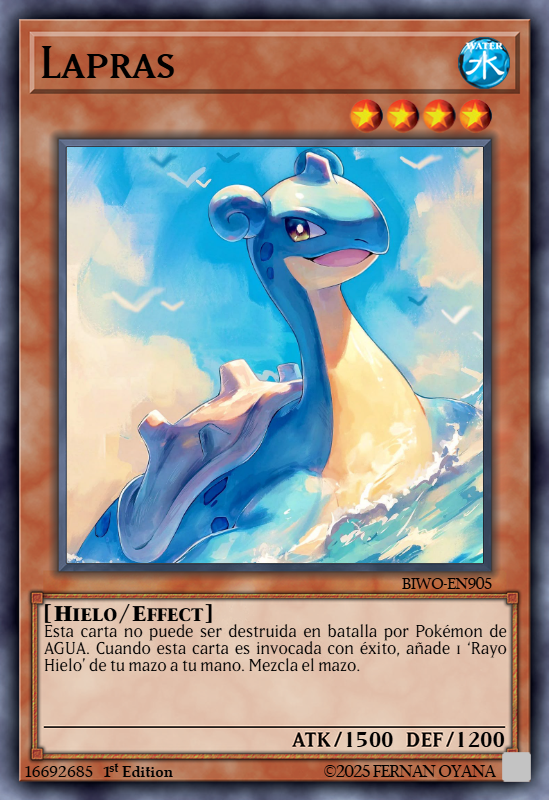 LAPRAS
WATER
水
BIWO-EN905
[HIELO/EFFECT]
Esta carta no puede ser destruida en batalla por Pokémon de
AGUA. Cuando esta carta es invocada con éxito, añade 1 ‘Rayo
Hielo’ de tu mazo a tu mano. Mezcla el mazo.
ATK/1500 DEF/1200
16692685 1st Edition ©2025 FERNAN OYANA